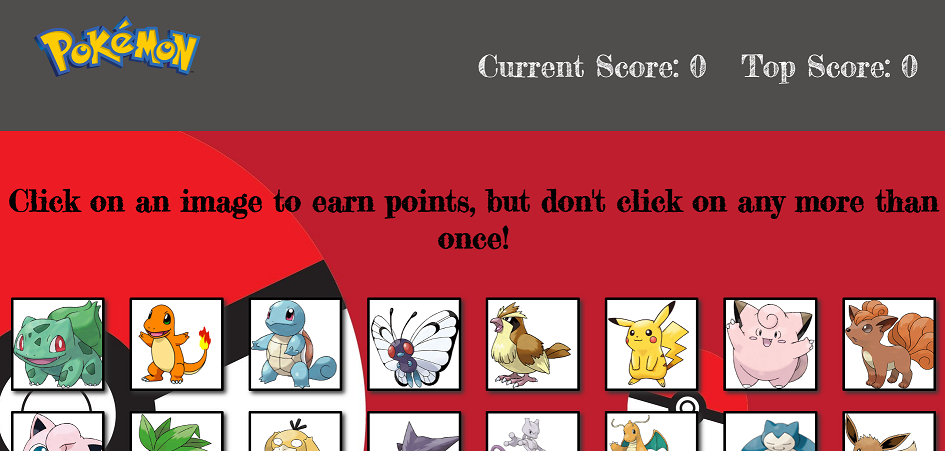 Pokémon
Current Score: 0 Top Score: 0
Click on an image to earn points, but don't click on any more than
once!